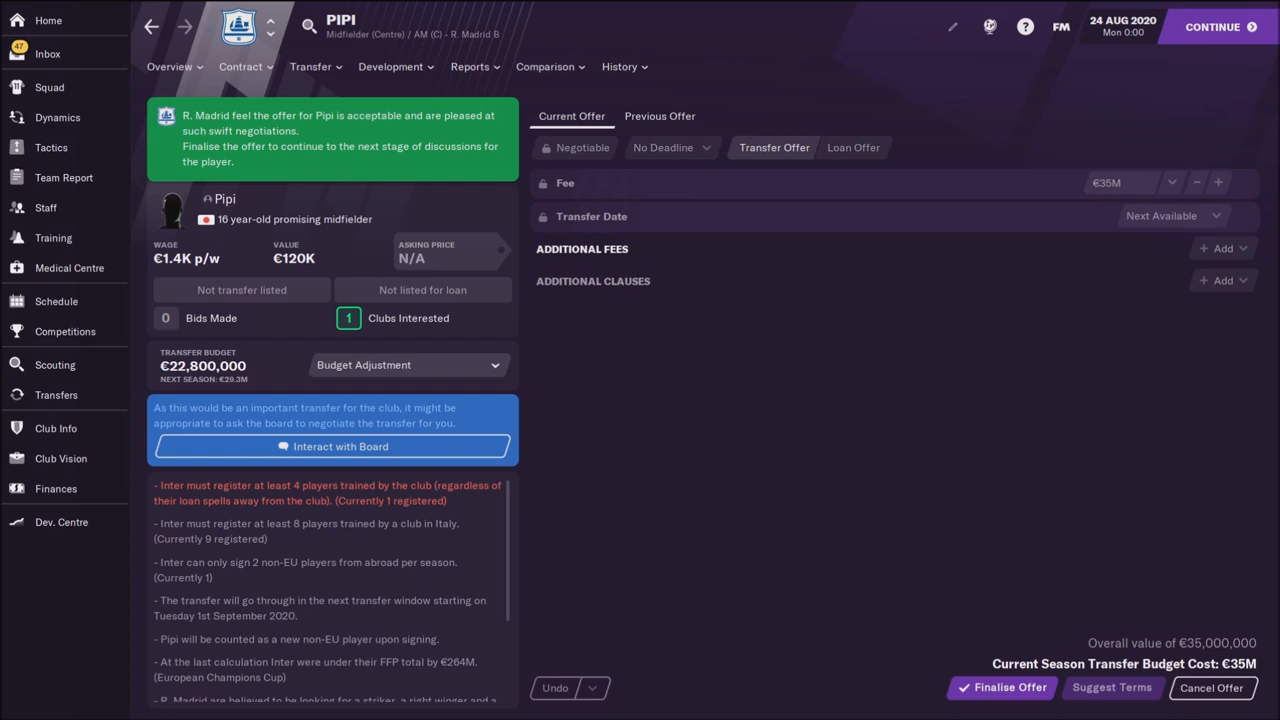 Home
Inbox
47
Squad
Dynamics
Tactics
Team Report
Staff
Training
Medical Centre
Schedule
Competitions
Scouting
Transfers
Club Info
Club Vision
Finances
Dev. Centre
PIPI
Midfielder (Centre) / AM (C) - R. Madrid B
FM
24 AUG 2020
Mon 0:00
CONTINUE
Overview Contract Transfer Development Reports Comparison History
R. Madrid feel the offer for Pipi is acceptable and are pleased at
such swift negotiations.
Finalise the offer to continue to the next stage of discussions for
the player.
Pipi
16 year-old promising midfielder
WAGE
€1.4K p/w
VALUE
€120K
ASKING PRICE
N/A
Not transfer listed
Not listed for loan
0 Bids Made
1 Clubs Interested
TRANSFER BUDGET
€22,800,000
NEXT SEASON: €29.3M
Budget Adjustment
As this would be an important transfer for the club, it might be
appropriate to ask the board to negotiate the transfer for you.
Interact with Board
- Inter must register at least 4 players trained by the club (regardless of
their loan spells away from the club). (Currently 1 registered)
- Inter must register at least 8 players trained by a club in Italy.
(Currently 9 registered)
- Inter can only sign 2 non-EU players from abroad per season.
(Currently 1)
- The transfer will go through in the next transfer window starting on
Tuesday 1st September 2020.
- Pipi will be counted as a new non-EU player upon signing.
- At the last calculation Inter were under their FFP total by €264M.
(European Champions Cup)
- R. Madrid are believed to be looking for a striker, a right winger and a
Current Offer Previous Offer
Negotiable No Deadline Transfer Offer Loan Offer
Fee €35M
Transfer Date Next Available
ADDITIONAL FEES + Add
ADDITIONAL CLAUSES + Add
Overall value of €35,000,000
Current Season Transfer Budget Cost: €35M
Undo
Finalise Offer
Suggest Terms
Cancel Offer